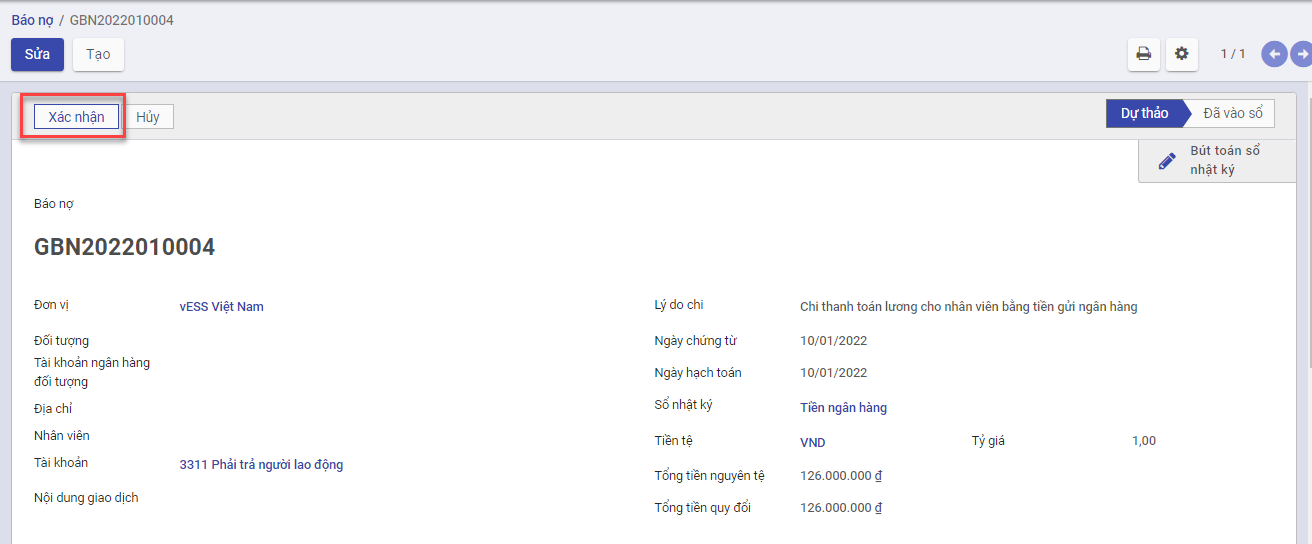 Báo nợ / GBN2022010004
Sửa Tạo 1 / 1
Xác nhận Hủy Dự thảo Đã vào sổ
Bút toán sổ
nhật ký
Báo nợ
GBN2022010004
Đơn vị vESS Việt Nam Lý do chi Chi thanh toán lương cho nhân viên bằng tiền gửi ngân hàng
Đối tượng Ngày chứng từ 10/01/2022
Tài khoản ngân hàng
đối tượng Ngày hạch toán 10/01/2022
Địa chỉ Sổ nhật ký Tiền ngân hàng
Nhân viên Tiền tệ VND Tỷ giá 1,00
Tài khoản 3311 Phải trả người lao động Tổng tiền nguyên tệ 126.000.000 ₫
Nội dung giao dịch Tổng tiền quy đổi 126.000.000 ₫